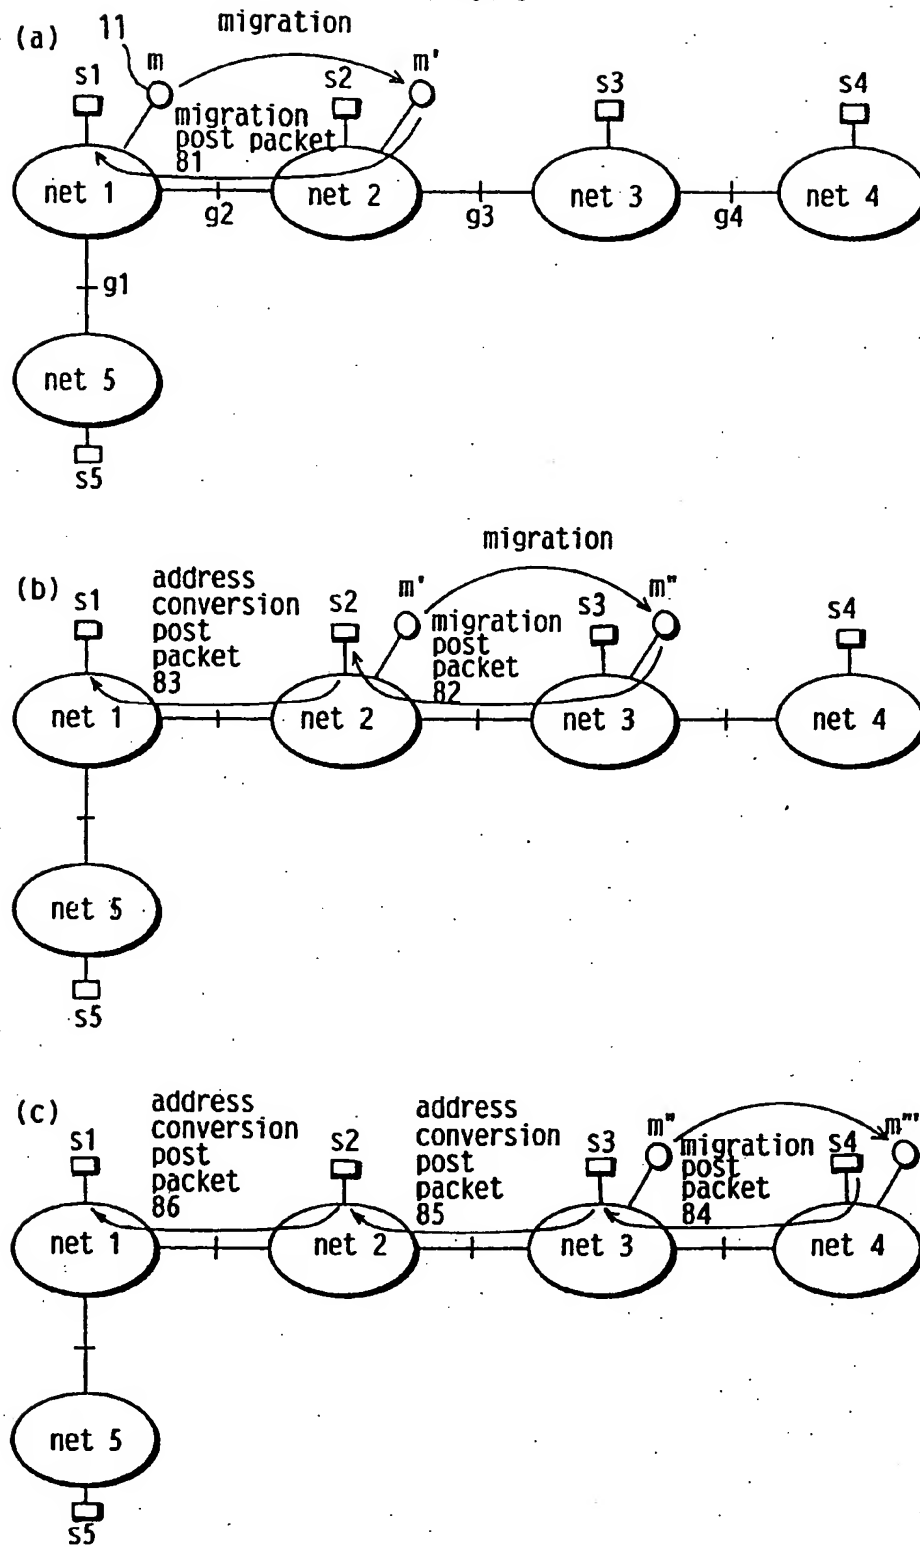 (a)
11
migration
m
m'
s1
s2
s3
s4
migration
post packet
81
net 1
net 2
net 3
net 4
g2
g3
g4
g1
net 5
s5
migration
(b)
address
conversion
post
packet
83
s1
s2
m'
migration
post
packet
82
s3
m"
s4
net 1
net 2
net 3
net 4
net 5
s5
(c)
address
conversion
post
packet
86
address
conversion
post
packet
85
s1
s2
s3
m"
migration
post
packet
84
s4
m"'
net 1
net 2
net 3
net 4
net 5
s5